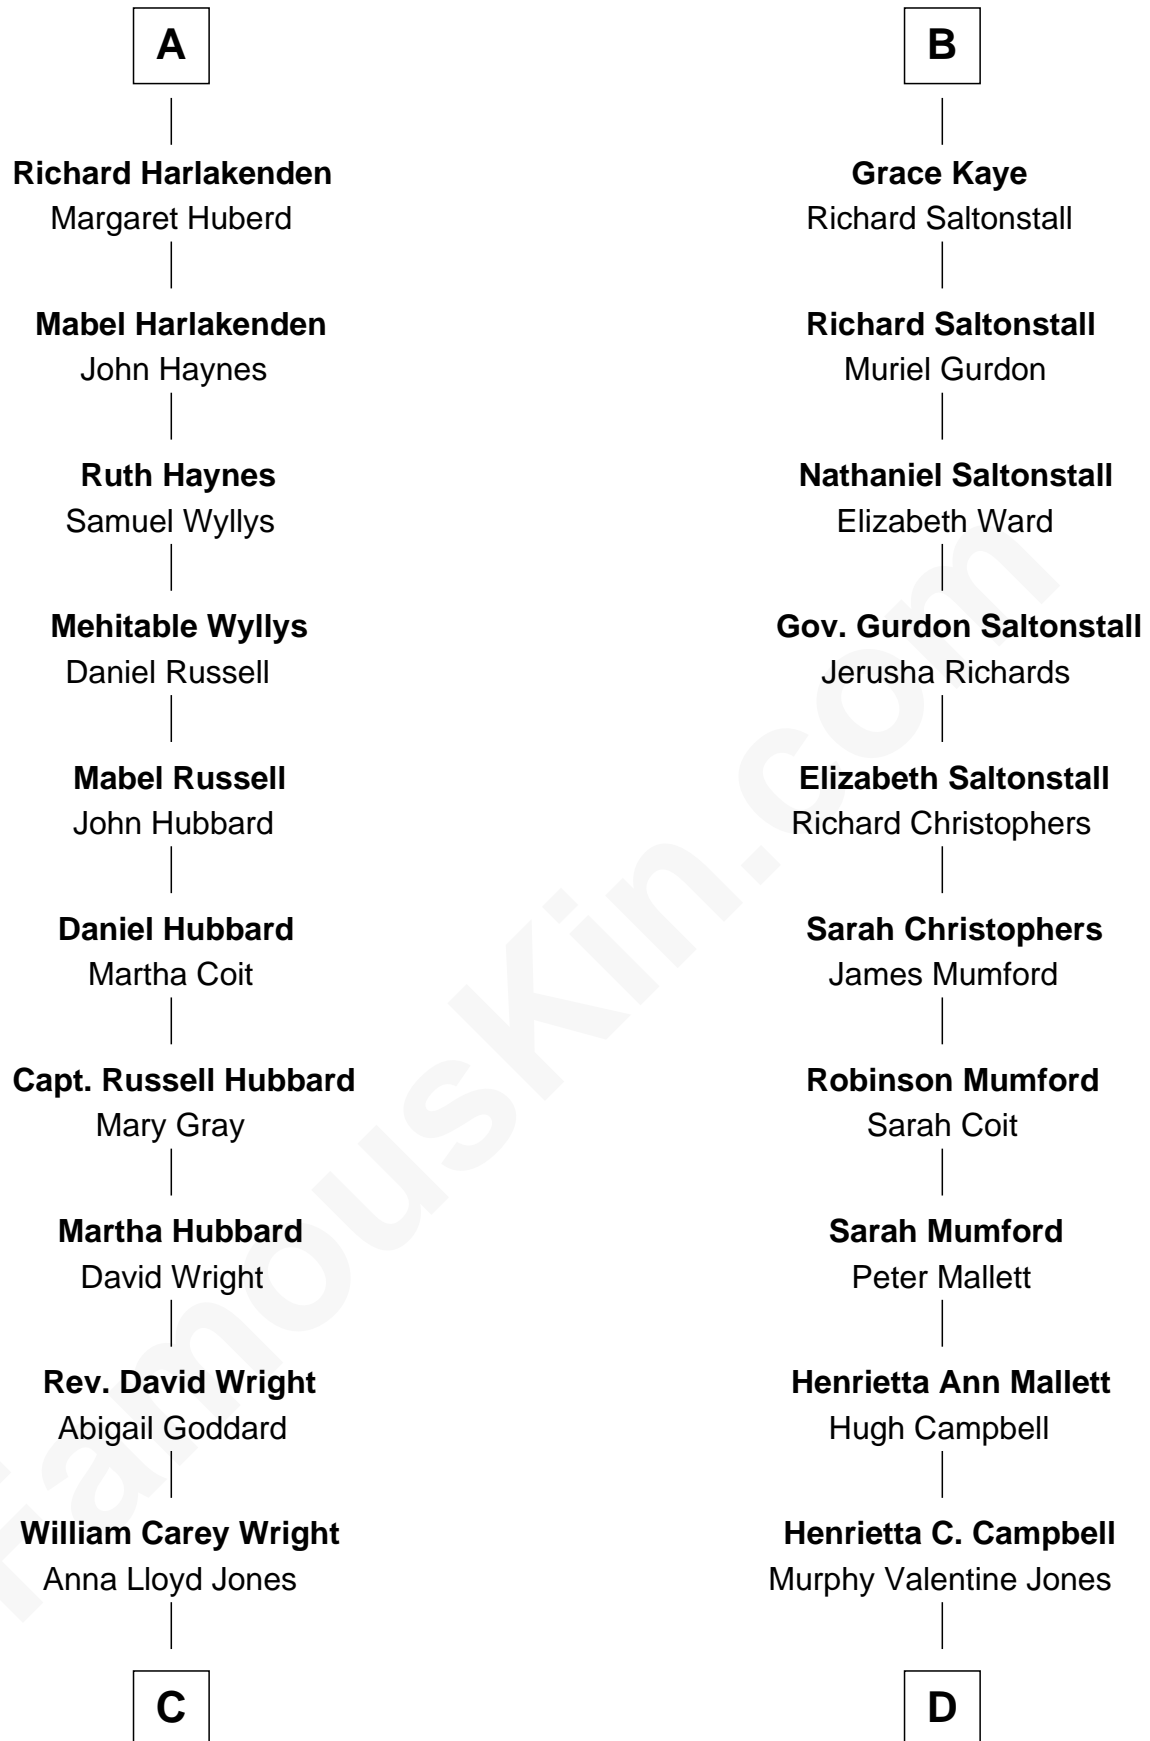 A
Richard Harlakenden
Margaret Huberd
Mabel Harlakenden
John Haynes
Ruth Haynes
Samuel Wyllys
Mehitable Wyllys
Daniel Russell
Mabel Russell
John Hubbard
Daniel Hubbard
Martha Coit
Capt. Russell Hubbard
Mary Gray
Martha Hubbard
David Wright
Rev. David Wright
Abigail Goddard
William Carey Wright
Anna Lloyd Jones
C
B
Grace Kaye
Richard Saltonstall
Richard Saltonstall
Muriel Gurdon
Nathaniel Saltonstall
Elizabeth Ward
Gov. Gurdon Saltonstall
Jerusha Richards
Elizabeth Saltonstall
Richard Christophers
Sarah Christophers
James Mumford
Robinson Mumford
Sarah Coit
Sarah Mumford
Peter Mallett
Henrietta Ann Mallett
Hugh Campbell
Henrietta C. Campbell
Murphy Valentine Jones
D
FamousKin.com